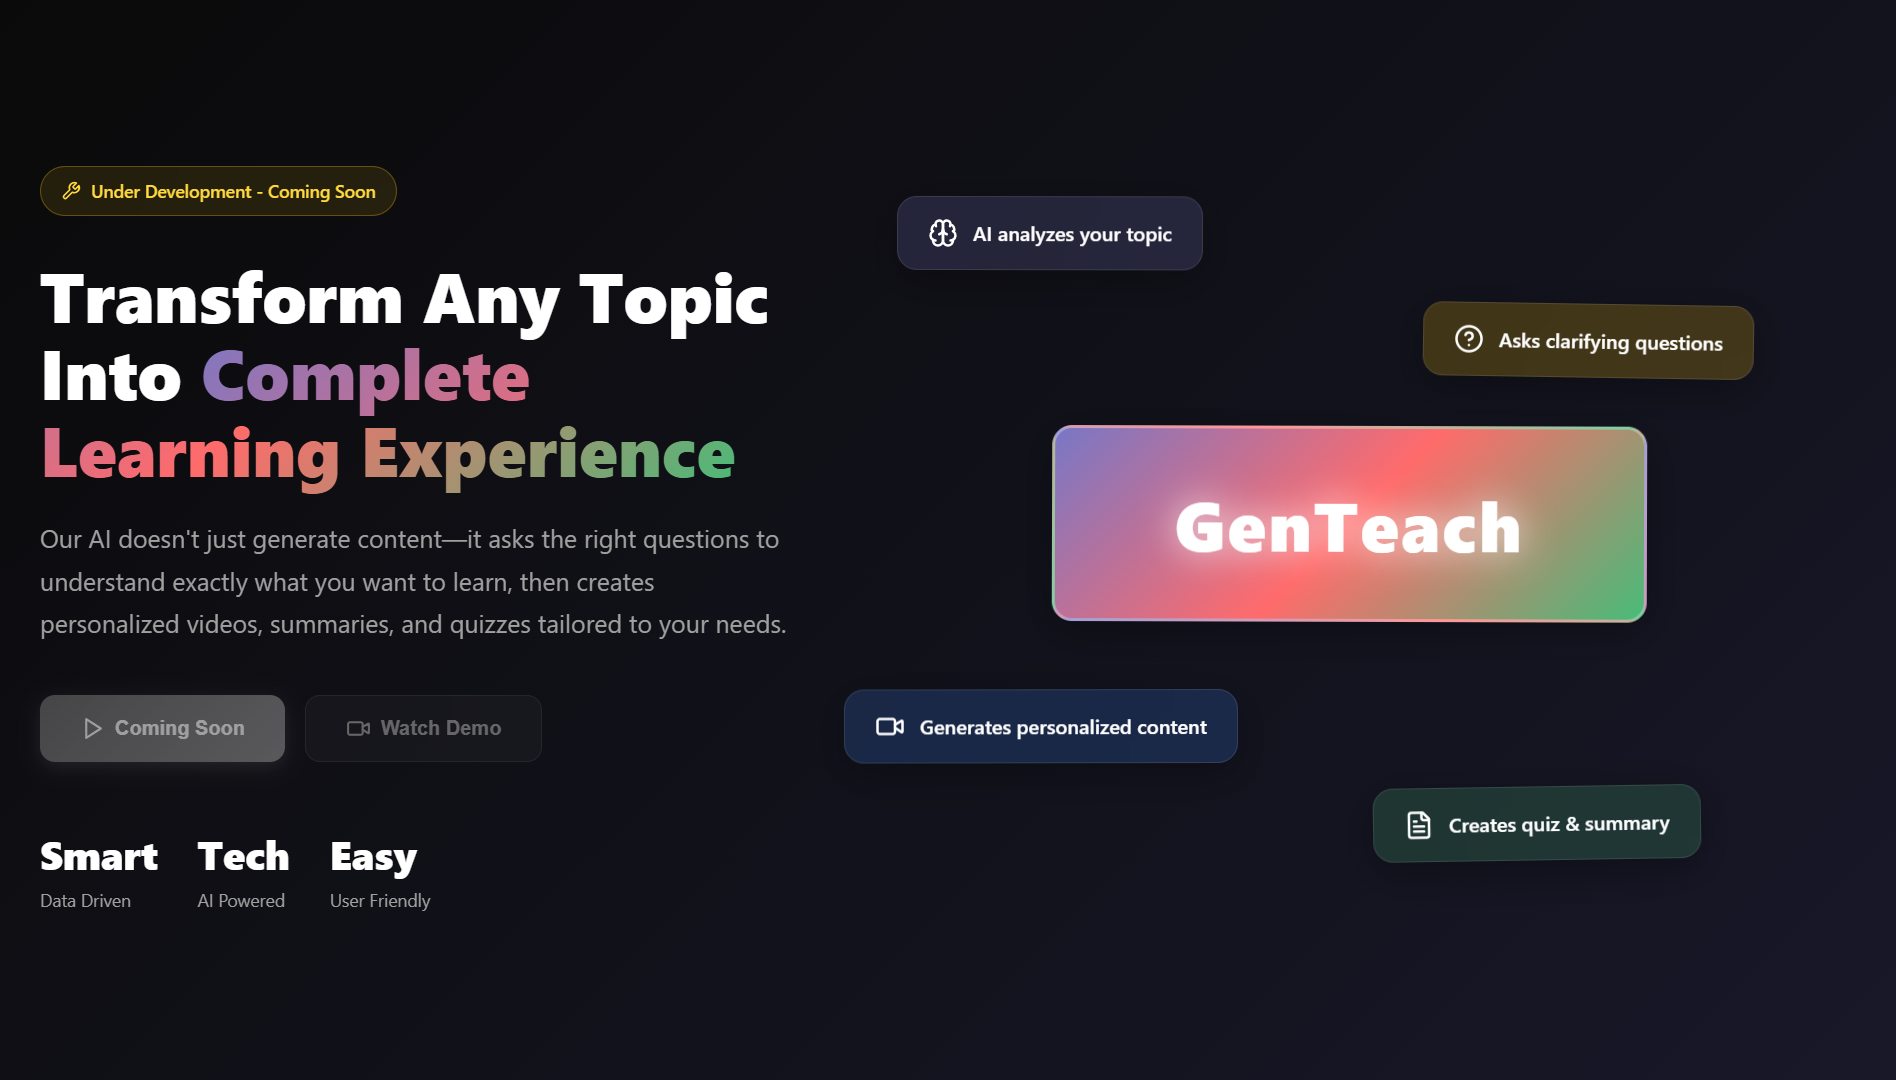 Under Development - Coming Soon
Transform Any Topic
Into Complete
Learning Experience
Our AI doesn't just generate content—it asks the right questions to
understand exactly what you want to learn, then creates
personalized videos, summaries, and quizzes tailored to your needs.
Coming Soon
Watch Demo
Smart
Data Driven
Tech
AI Powered
Easy
User Friendly
AI analyzes your topic
Asks clarifying questions
GenTeach
Generates personalized content
Creates quiz & summary